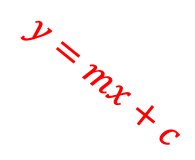 y = mx + c